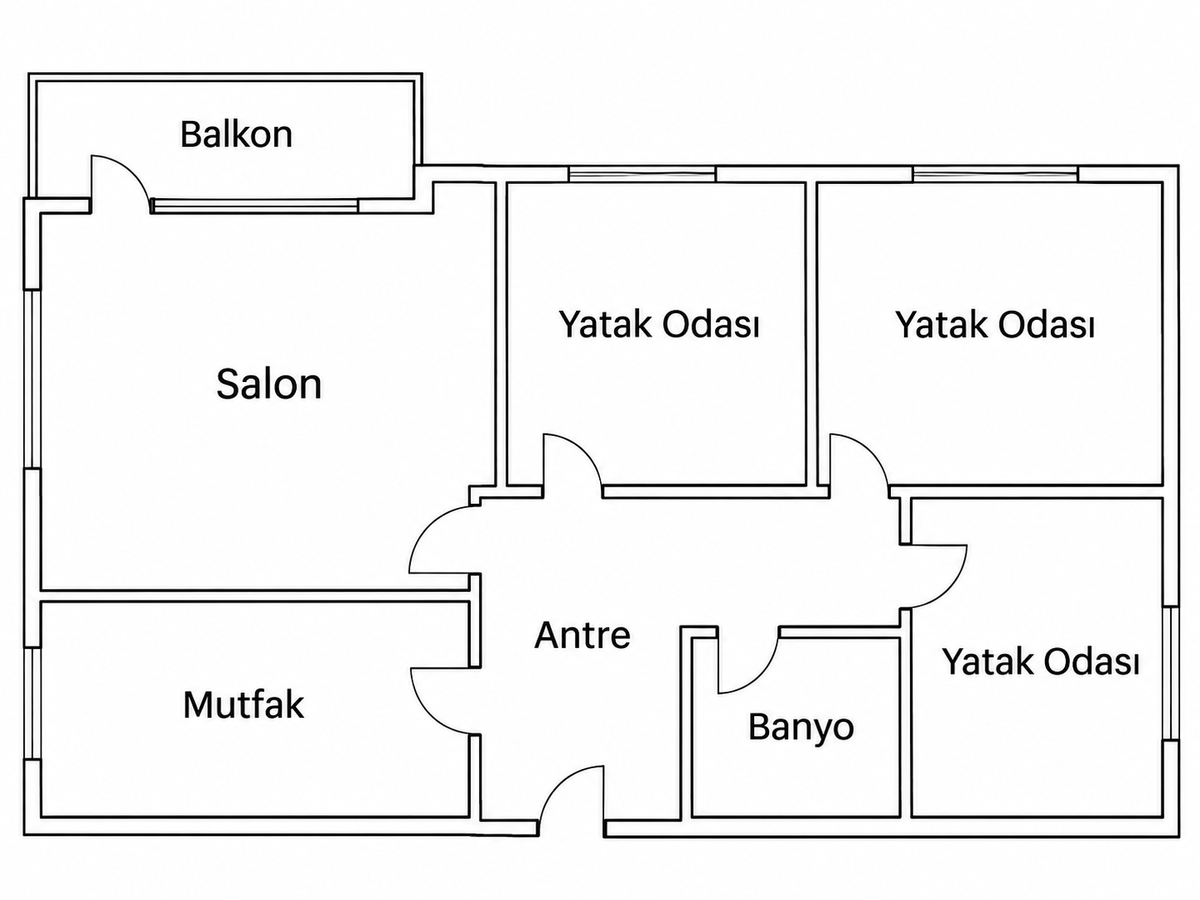 Balkon
Yatak Odası
Yatak Odası
Salon
Antre
Yatak Odası
Mutfak
Banyo